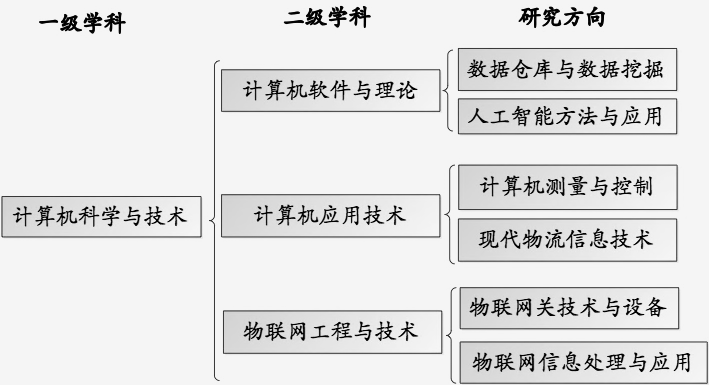 一级学科
二级学科
研究方向
计算机科学与技术
计算机软件与理论
数据仓库与数据挖掘
人工智能方法与应用
计算机应用技术
计算机测量与控制
现代物流信息技术
物联网工程与技术
物联网关技术与设备
物联网信息处理与应用